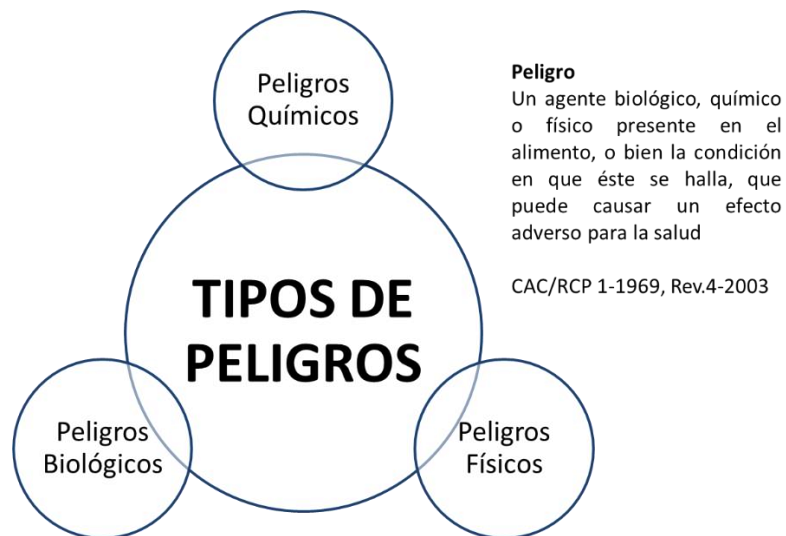 Peligros
Químicos
TIPOS DE
PELIGROS
Peligros
Biológicos
Peligros
Físicos
Peligro
Un agente biológico, químico
o físico presente en el
alimento, o bien la condición
en que éste se halla, que
puede causar un efecto
adverso para la salud
CAC/RCP 1-1969, Rev.4-2003